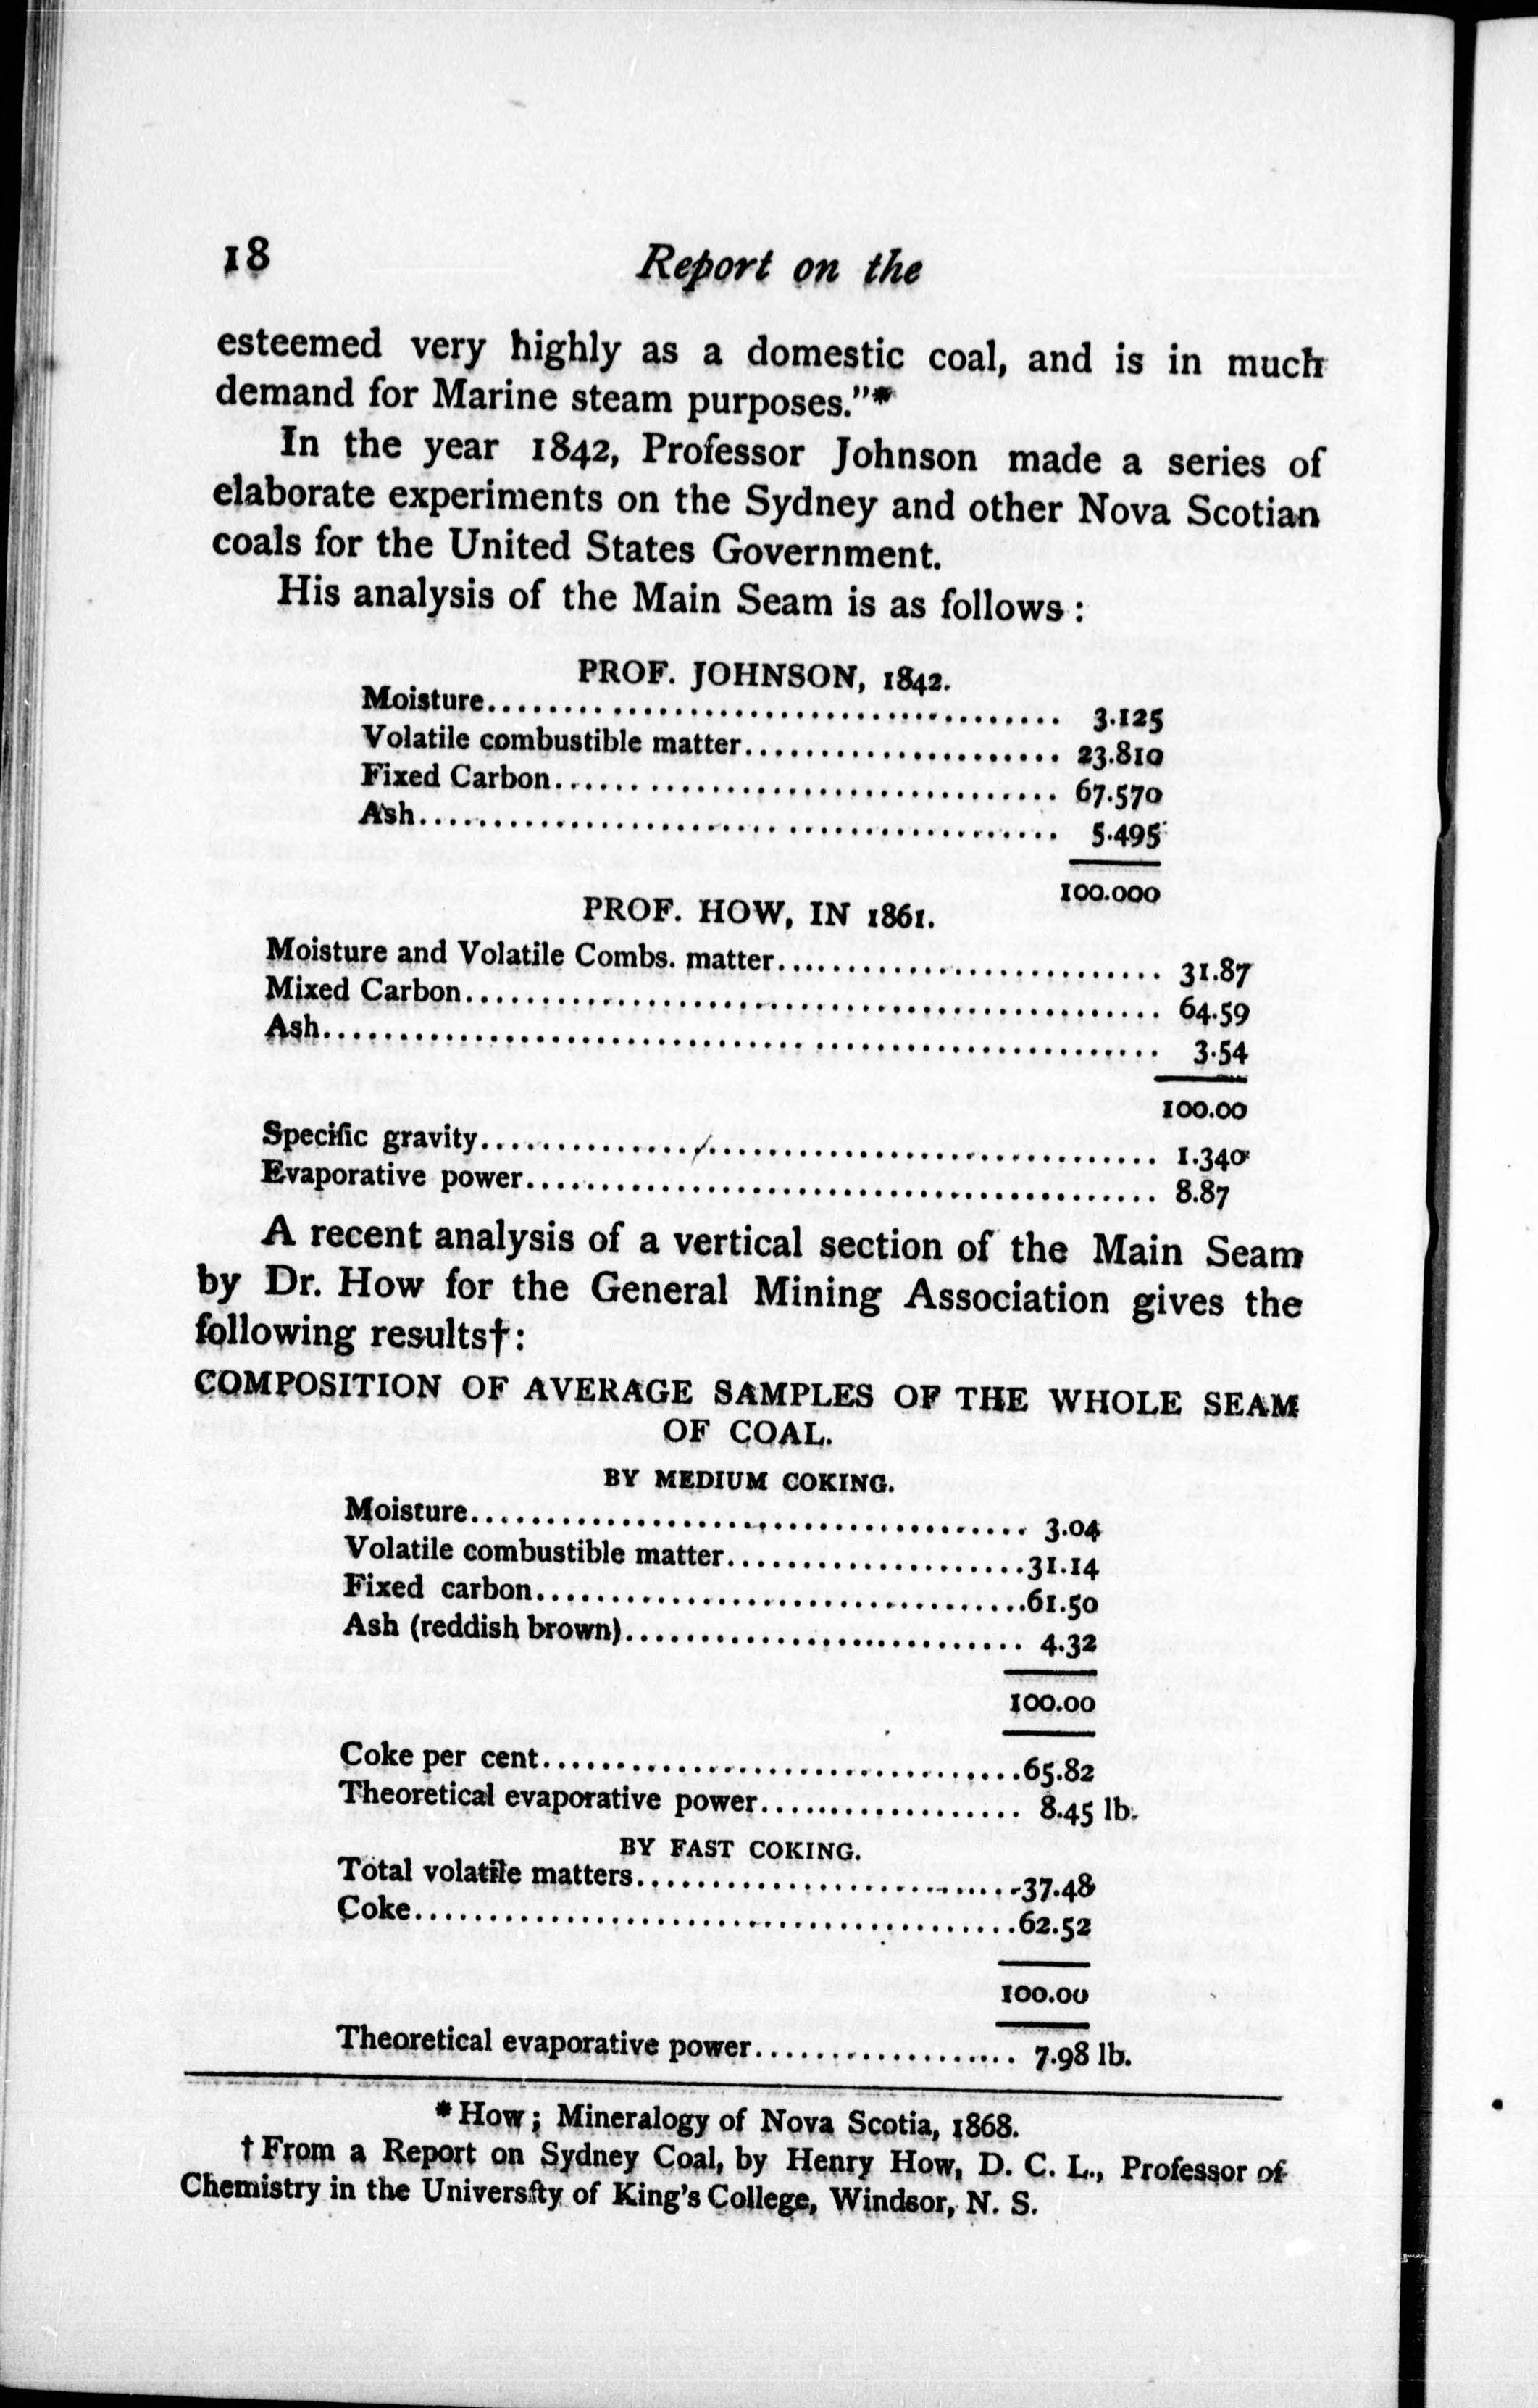 18
Report on the
esteemed very highly as a domestic coal, and is in much
demand for Marine steam purposes."*
In the year 1842, Professor Johnson made a series of
elaborate experiments on the Sydney and other Nova Scotian
coals for the United States Government.
His analysis of the Main Seam is as follows:
PROF. JOHNSON, 1842.
Moisture........................................ 3.125
Volatile combustible matter..................... 23.810
Fixed Carbon.................................. 67.570
Ash.......................................... 5.495
100.000
PROF. HOW, IN 1861.
Moisture and Volatile Combs. matter.......................... 31.87
Mixed Carbon.............................................. 64.59
Ash....................................................... 3.54
100.00
Specific gravity............................................. 1.340
Evaporative power.......................................... 8.87
A recent analysis of a vertical section of the Main Seam
by Dr. How for the General Mining Association gives the
following results†:
COMPOSITION OF AVERAGE SAMPLES OF THE WHOLE SEAM
OF COAL.
BY MEDIUM COKING.
Moisture..................................... 3.04
Volatile combustible matter....................31.14
Fixed carbon.................................61.50
Ash (reddish brown)........................... 4.32
100.00
Coke per cent................................65.82
Theoretical evaporative power.................. 8.45 lb.
BY FAST COKING.
Total volatile matters..........................37.48
Coke........................................62.52
100.00
Theoretical evaporative power.................. 7.98 lb.
* How; Mineralogy of Nova Scotia, 1868.
† From a Report on Sydney Coal, by Henry How, D. C. L., Professor of
Chemistry in the University of King's College, Windsor, N. S.